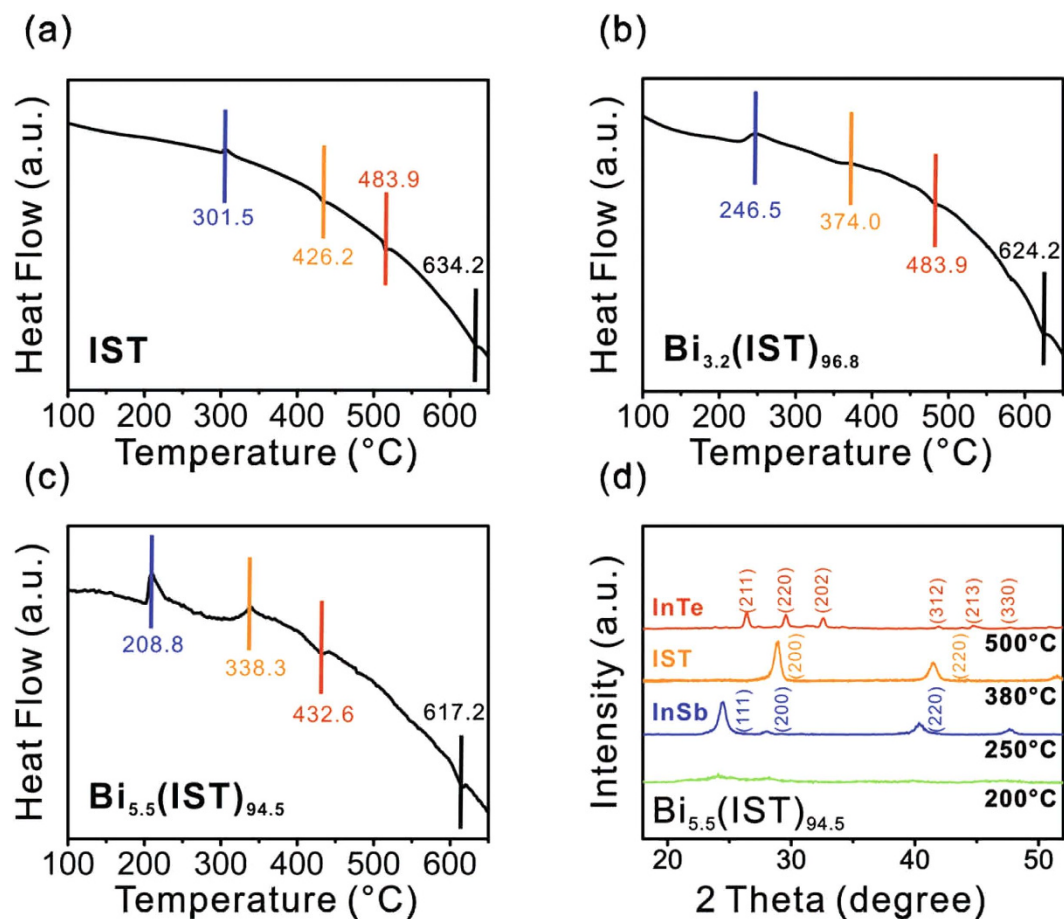 (a)
Heat Flow (a.u.)
301.5
426.2
483.9
634.2
IST
100 200 300 400 500 600
Temperature (°C)
(b)
Heat Flow (a.u.)
246.5
374.0
483.9
624.2
Bi3.2(IST)96.8
100 200 300 400 500 600
Temperature (°C)
(c)
Heat Flow (a.u.)
208.8
338.3
432.6
617.2
Bi5.5(IST)94.5
100 200 300 400 500 600
Temperature (°C)
(d)
Intensity (a.u.)
InTe
(211) (220) (202) (312) (213) (330)
500°C
IST
(200) (220)
380°C
InSb
(111) (200) (220)
250°C
200°C
Bi5.5(IST)94.5
20 30 40 50
2 Theta (degree)